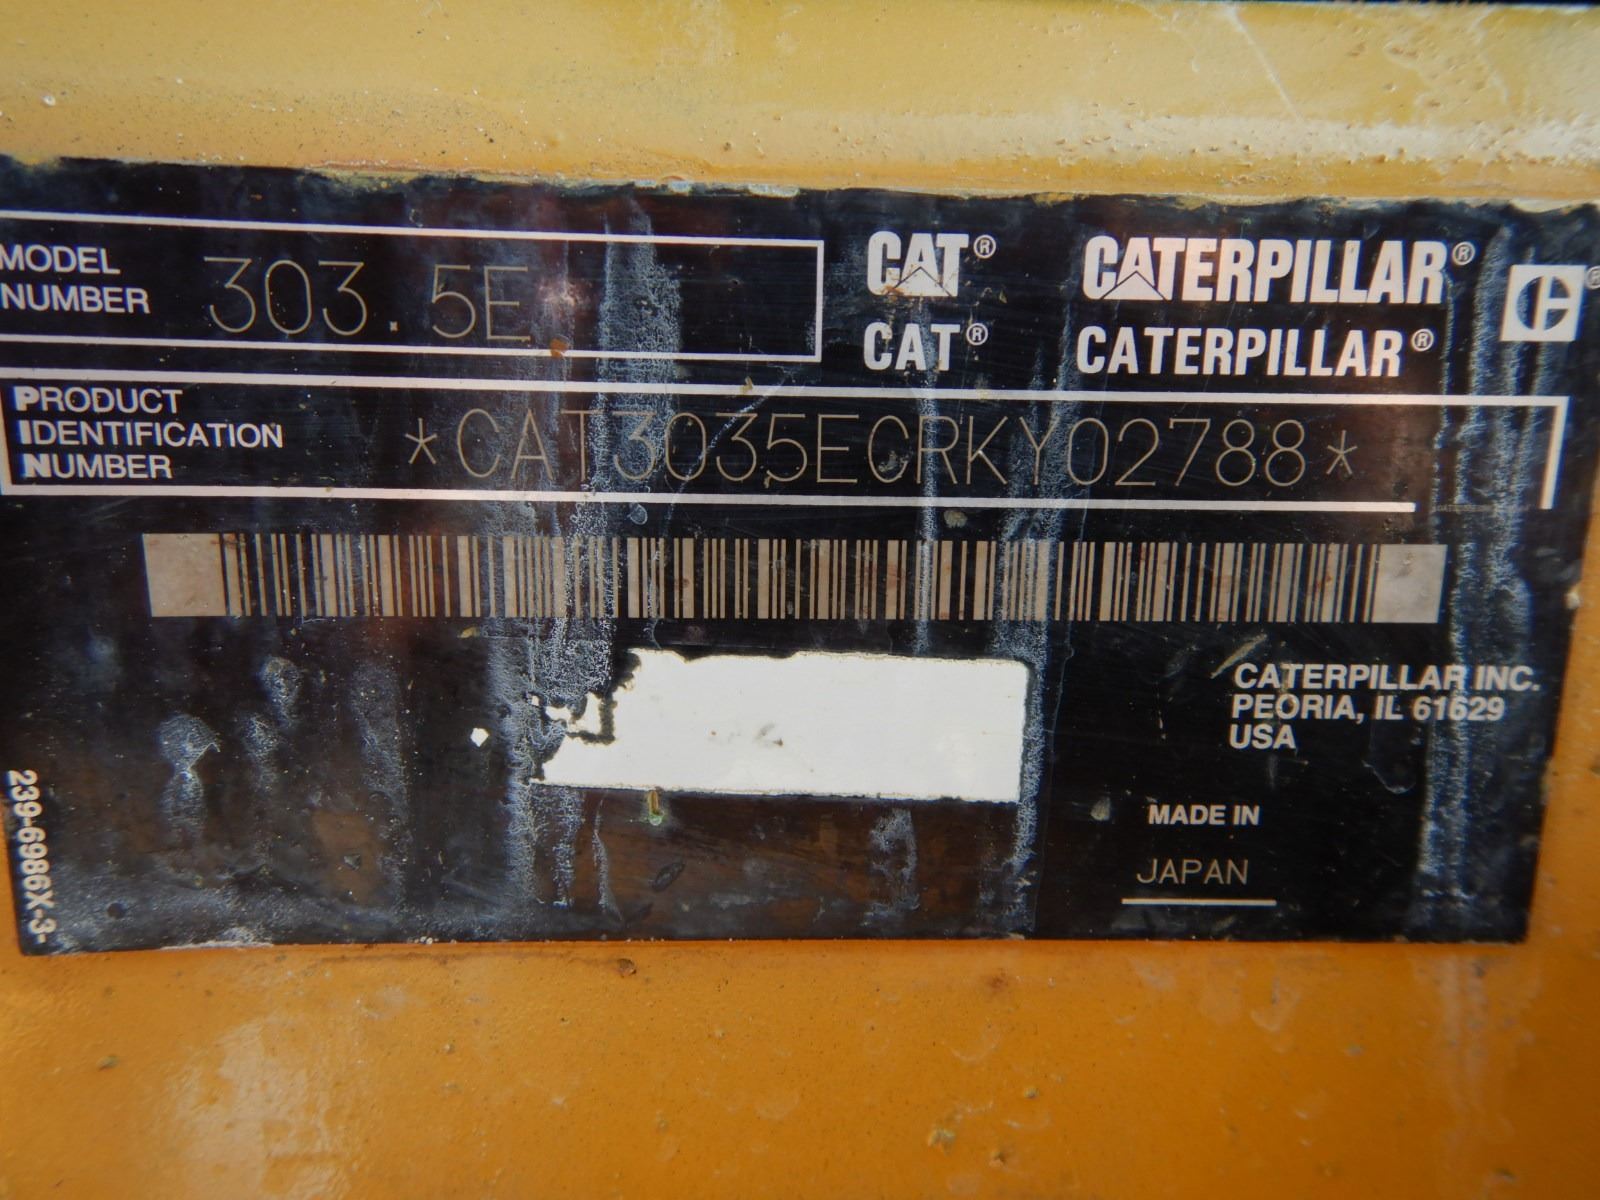 MODEL
NUMBER
303.5E
CAT® CATERPILLAR®
CAT® CATERPILLAR®
PRODUCT
IDENTIFICATION
NUMBER
*CAT3035ECRKY02788*
CATERPILLAR INC.
PEORIA, IL 61629
USA
MADE IN
JAPAN
239-6986X-3-